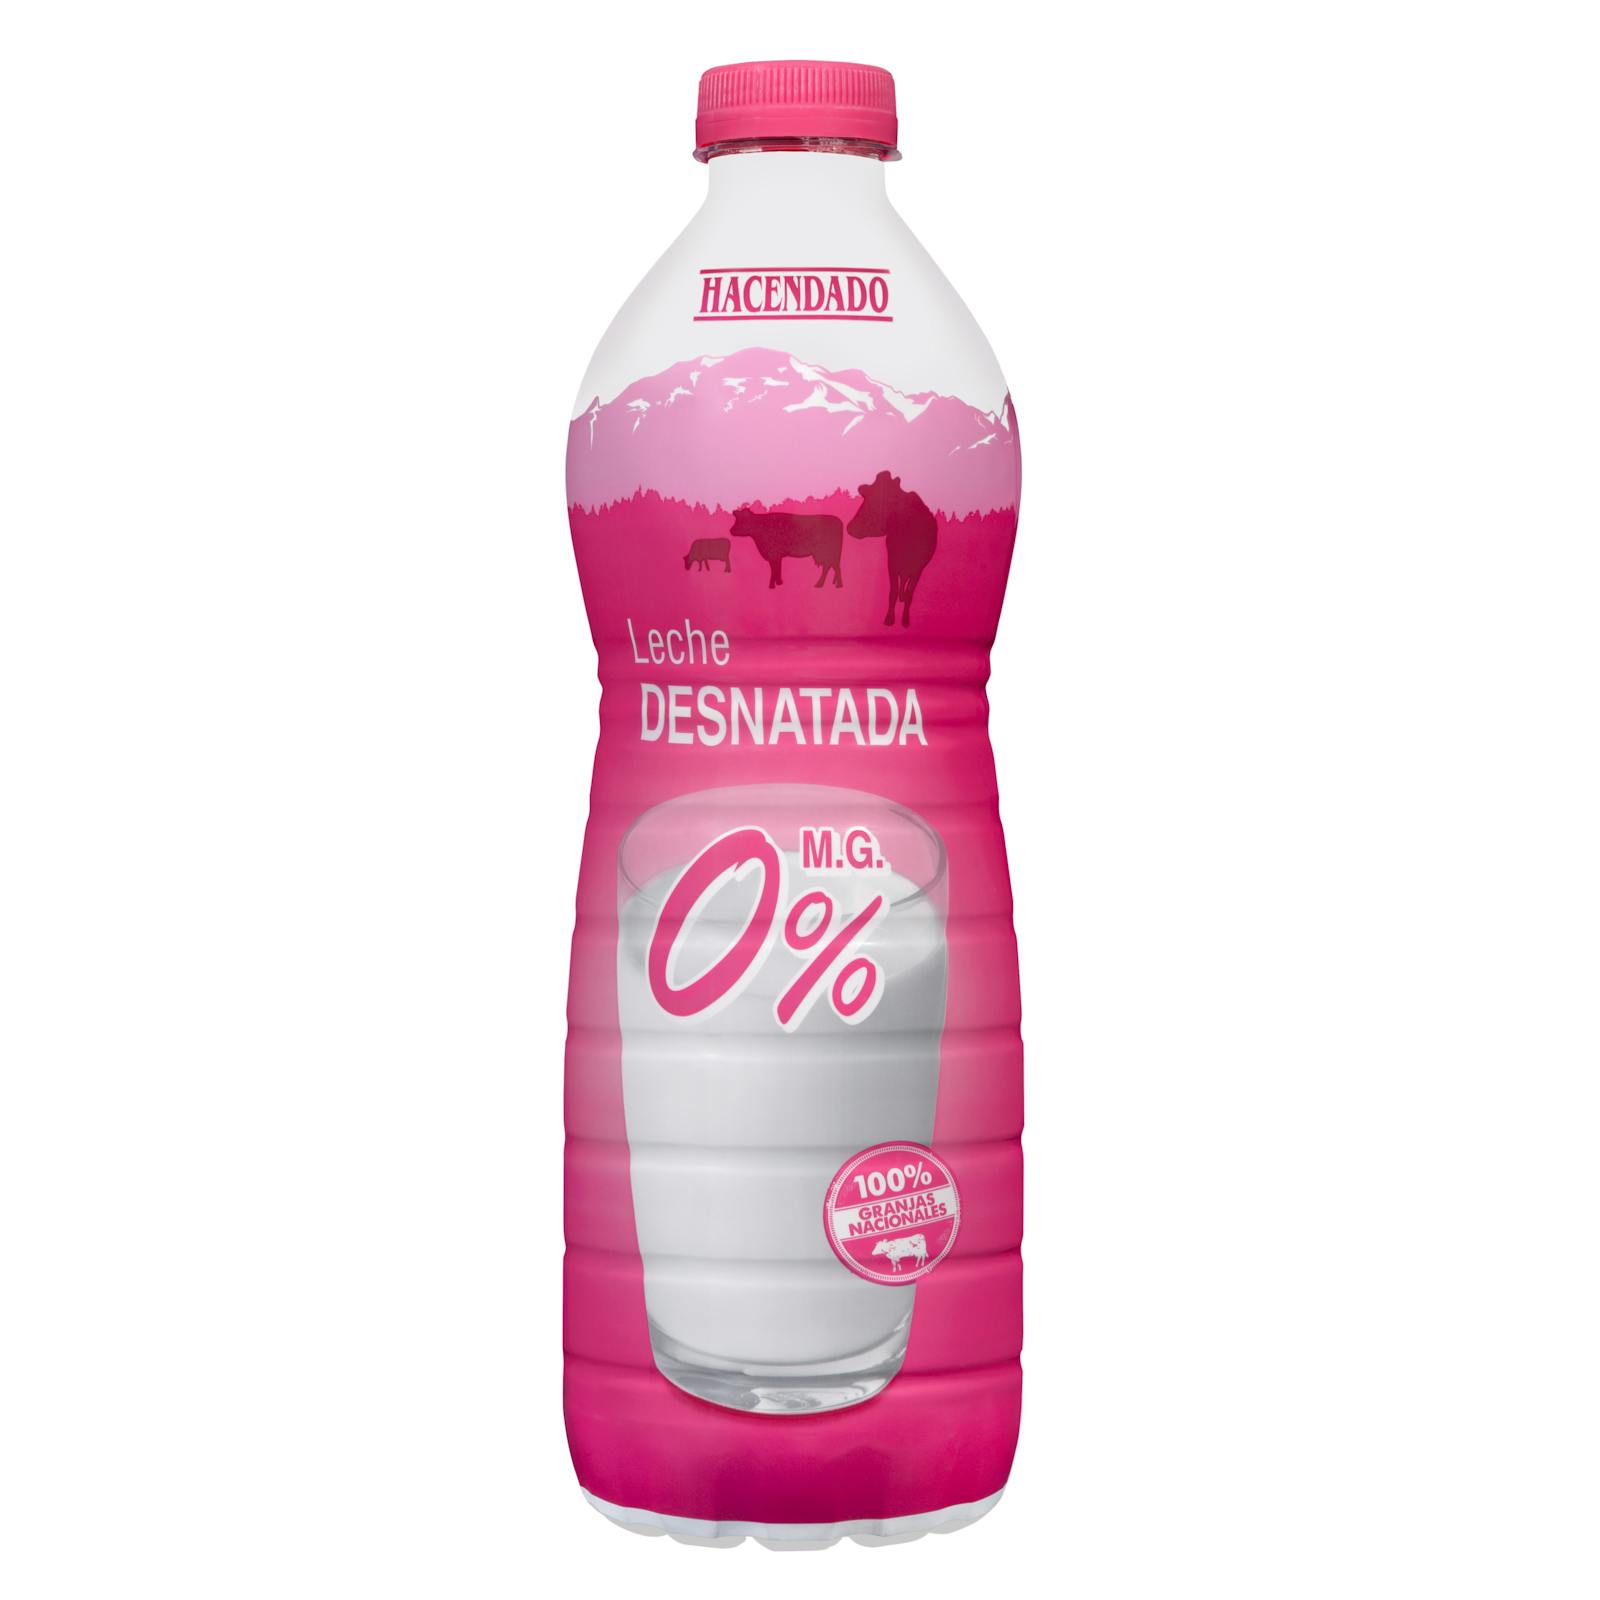 HACENDADO
Leche
DESNATADA
0%
M.G.
100%
GRANJAS
NACIONALES